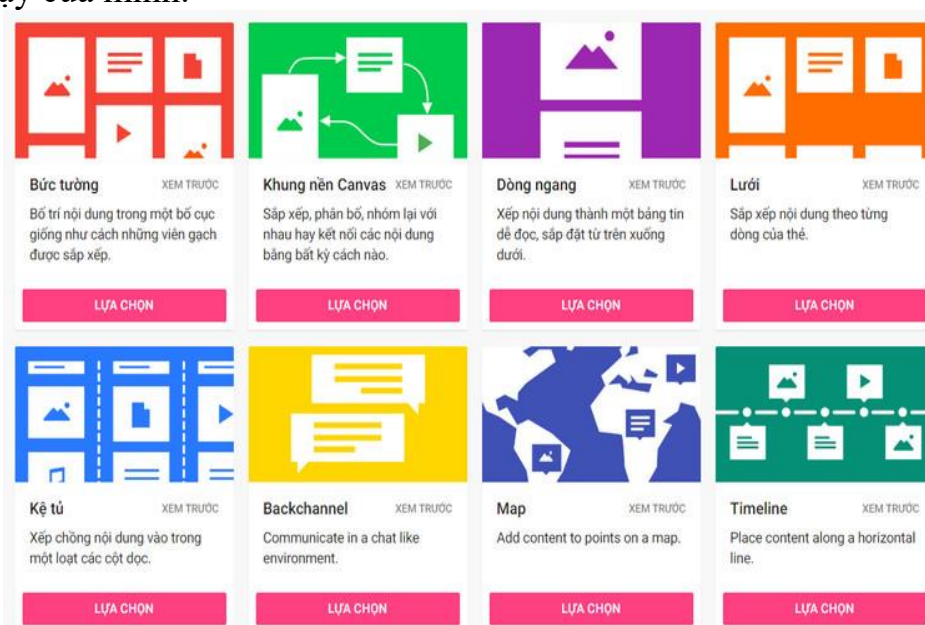 của mình.
Bức tường XEM TRƯỚC
Bố trí nội dung trong một bố cục
giống như cách những viên gạch
được sắp xếp.
LỰA CHỌN
Khung nền Canvas XEM TRƯỚC
Sắp xếp, phân bố, nhóm lại với
nhau hay kết nối các nội dung
bằng bất kỳ cách nào.
LỰA CHỌN
Dòng ngang XEM TRƯỚC
Xếp nội dung thành một bảng tin
dễ đọc, sắp đặt từ trên xuống
dưới.
LỰA CHỌN
Lưới XEM TRƯỚC
Sắp xếp nội dung theo từng
dòng của thẻ.
LỰA CHỌN
Kệ tủ XEM TRƯỚC
Xếp chồng nội dung vào trong
một loạt các cột dọc.
LỰA CHỌN
Backchannel XEM TRƯỚC
Communicate in a chat like
environment.
LỰA CHỌN
Map XEM TRƯỚC
Add content to points on a map.
LỰA CHỌN
Timeline XEM TRƯỚC
Place content along a horizontal
line.
LỰA CHỌN